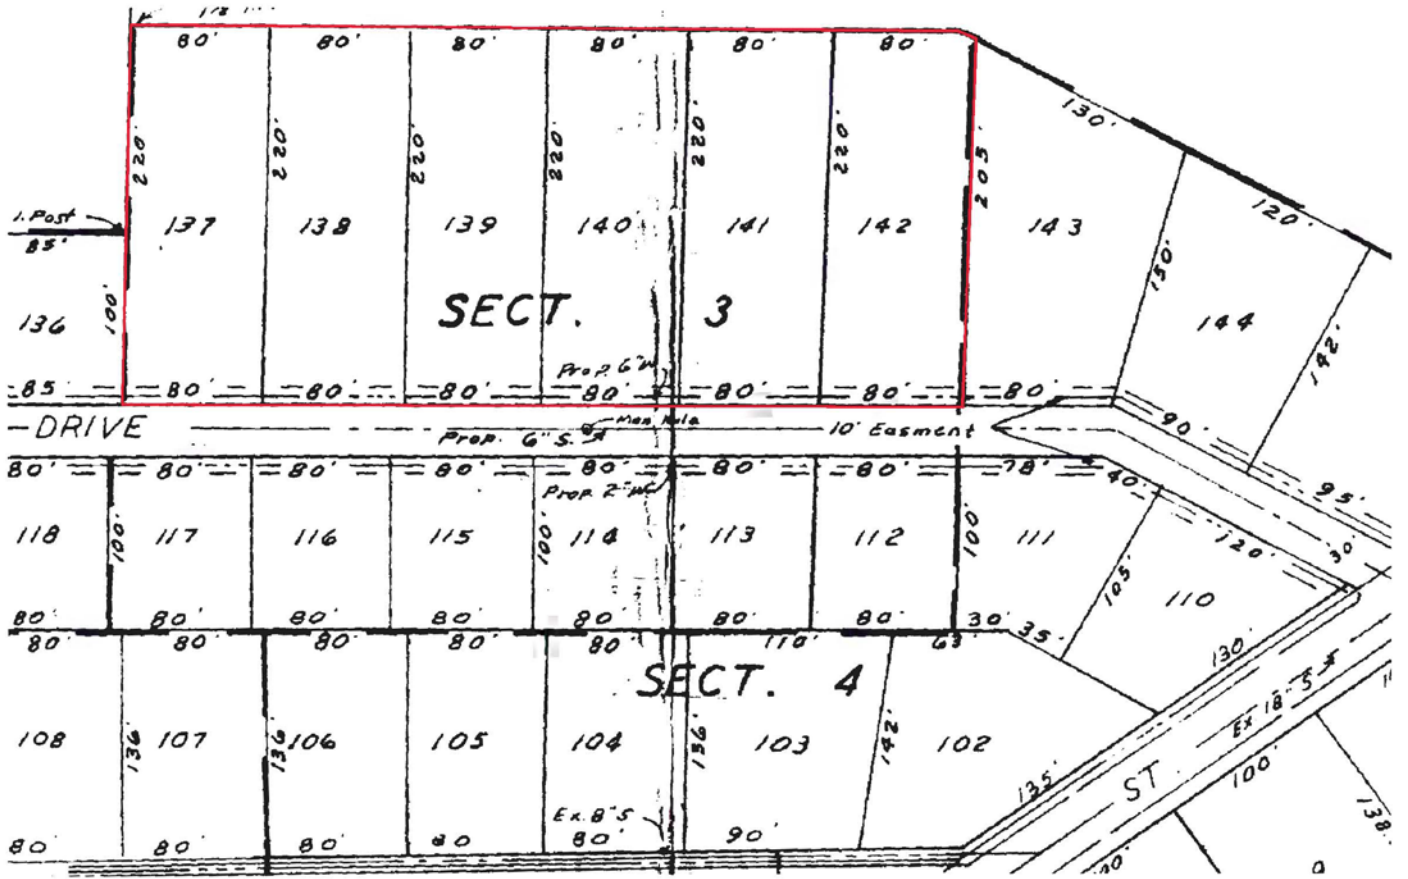 80' 80' 80' 80' 80' 80'
130'
220' 220' 220' 220' 220' 220' 205'
120'
I. Post
85'
137 138 139 140 141 142 143
150'
100'
136
SECT. 3
144
142'
Prop. 6" W
85 80' 80' 80' 80' 80' 80' 80'
DRIVE
Man Hole
Prop. 6" S.
10' Easment
90'
80' 80' 80' 80' 80' 80' 78'
40'
95'
Prop. 2" W
118 117 116 115 114 113 112 111
100' 100' 100'
120'
30'
105'
110
80' 80' 80' 80' 80 80' 30'
35'
80' 80' 80' 80' 80' 110' 63
130'
SECT. 4
Ex 18" S
108 107 106 105 104 103 102
136' 136' 136' 142'
135'
ST
100'
138'
Ex. 8" S
80' 80' 80' 80 80' 90'